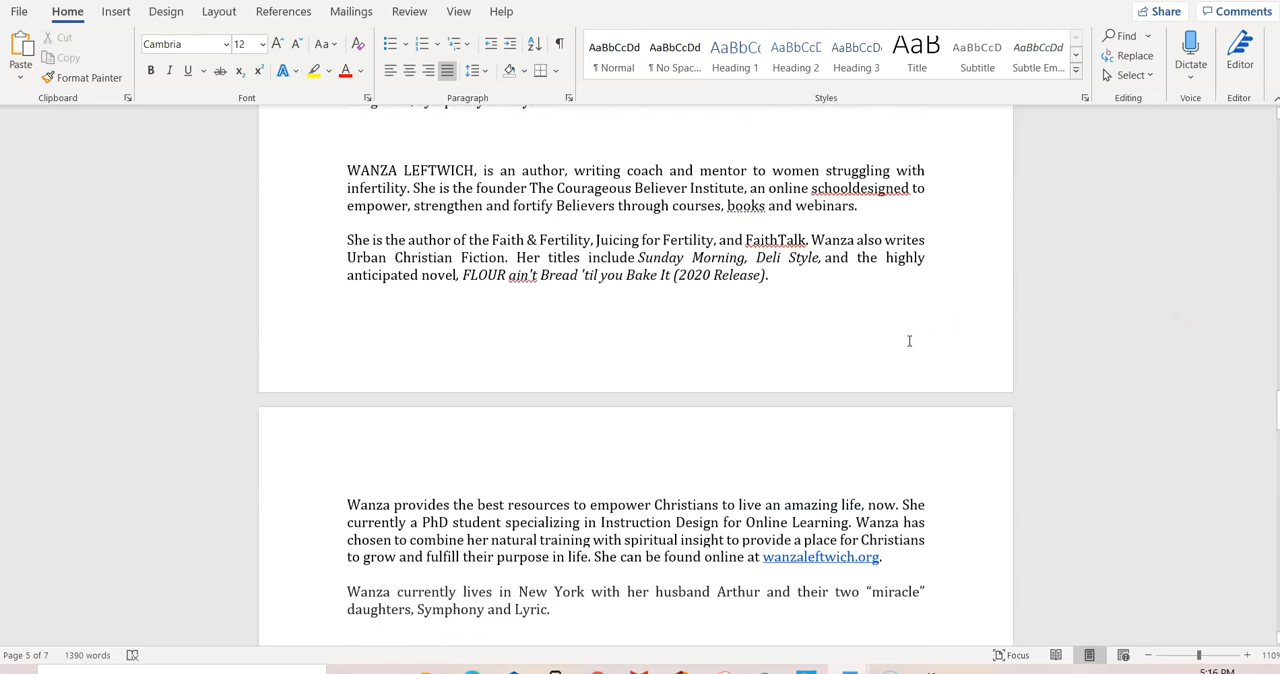 File Home Insert Design Layout References Mailings Review View Help Share Comments
Paste Cut Copy Format Painter Clipboard
Cambria 12 Aa B I U ab x₂ x² A A Font
Paragraph
AaBbCcDd AaBbCcDd AaBbCc AaBbCcD AaBbCcD AaB AaBbCcD AaBbCcDd
¶ Normal ¶ No Spac... Heading 1 Heading 2 Heading 3 Title Subtitle Subtle Em...
Styles
Find Replace Select Editing
Dictate Voice
Editor Editor
WANZA LEFTWICH, is an author, writing coach and mentor to women struggling with
infertility. She is the founder The Courageous Believer Institute, an online schooldesigned to
empower, strengthen and fortify Believers through courses, books and webinars.
She is the author of the Faith & Fertility, Juicing for Fertility, and FaithTalk. Wanza also writes
Urban Christian Fiction. Her titles include Sunday Morning, Deli Style, and the highly
anticipated novel, FLOUR ain't Bread 'til you Bake It (2020 Release).
Wanza provides the best resources to empower Christians to live an amazing life, now. She
currently a PhD student specializing in Instruction Design for Online Learning. Wanza has
chosen to combine her natural training with spiritual insight to provide a place for Christians
to grow and fulfill their purpose in life. She can be found online at wanzaleftwich.org.
Wanza currently lives in New York with her husband Arthur and their two “miracle”
daughters, Symphony and Lyric.
Page 5 of 7 1390 words Focus 110%
5:16 PM